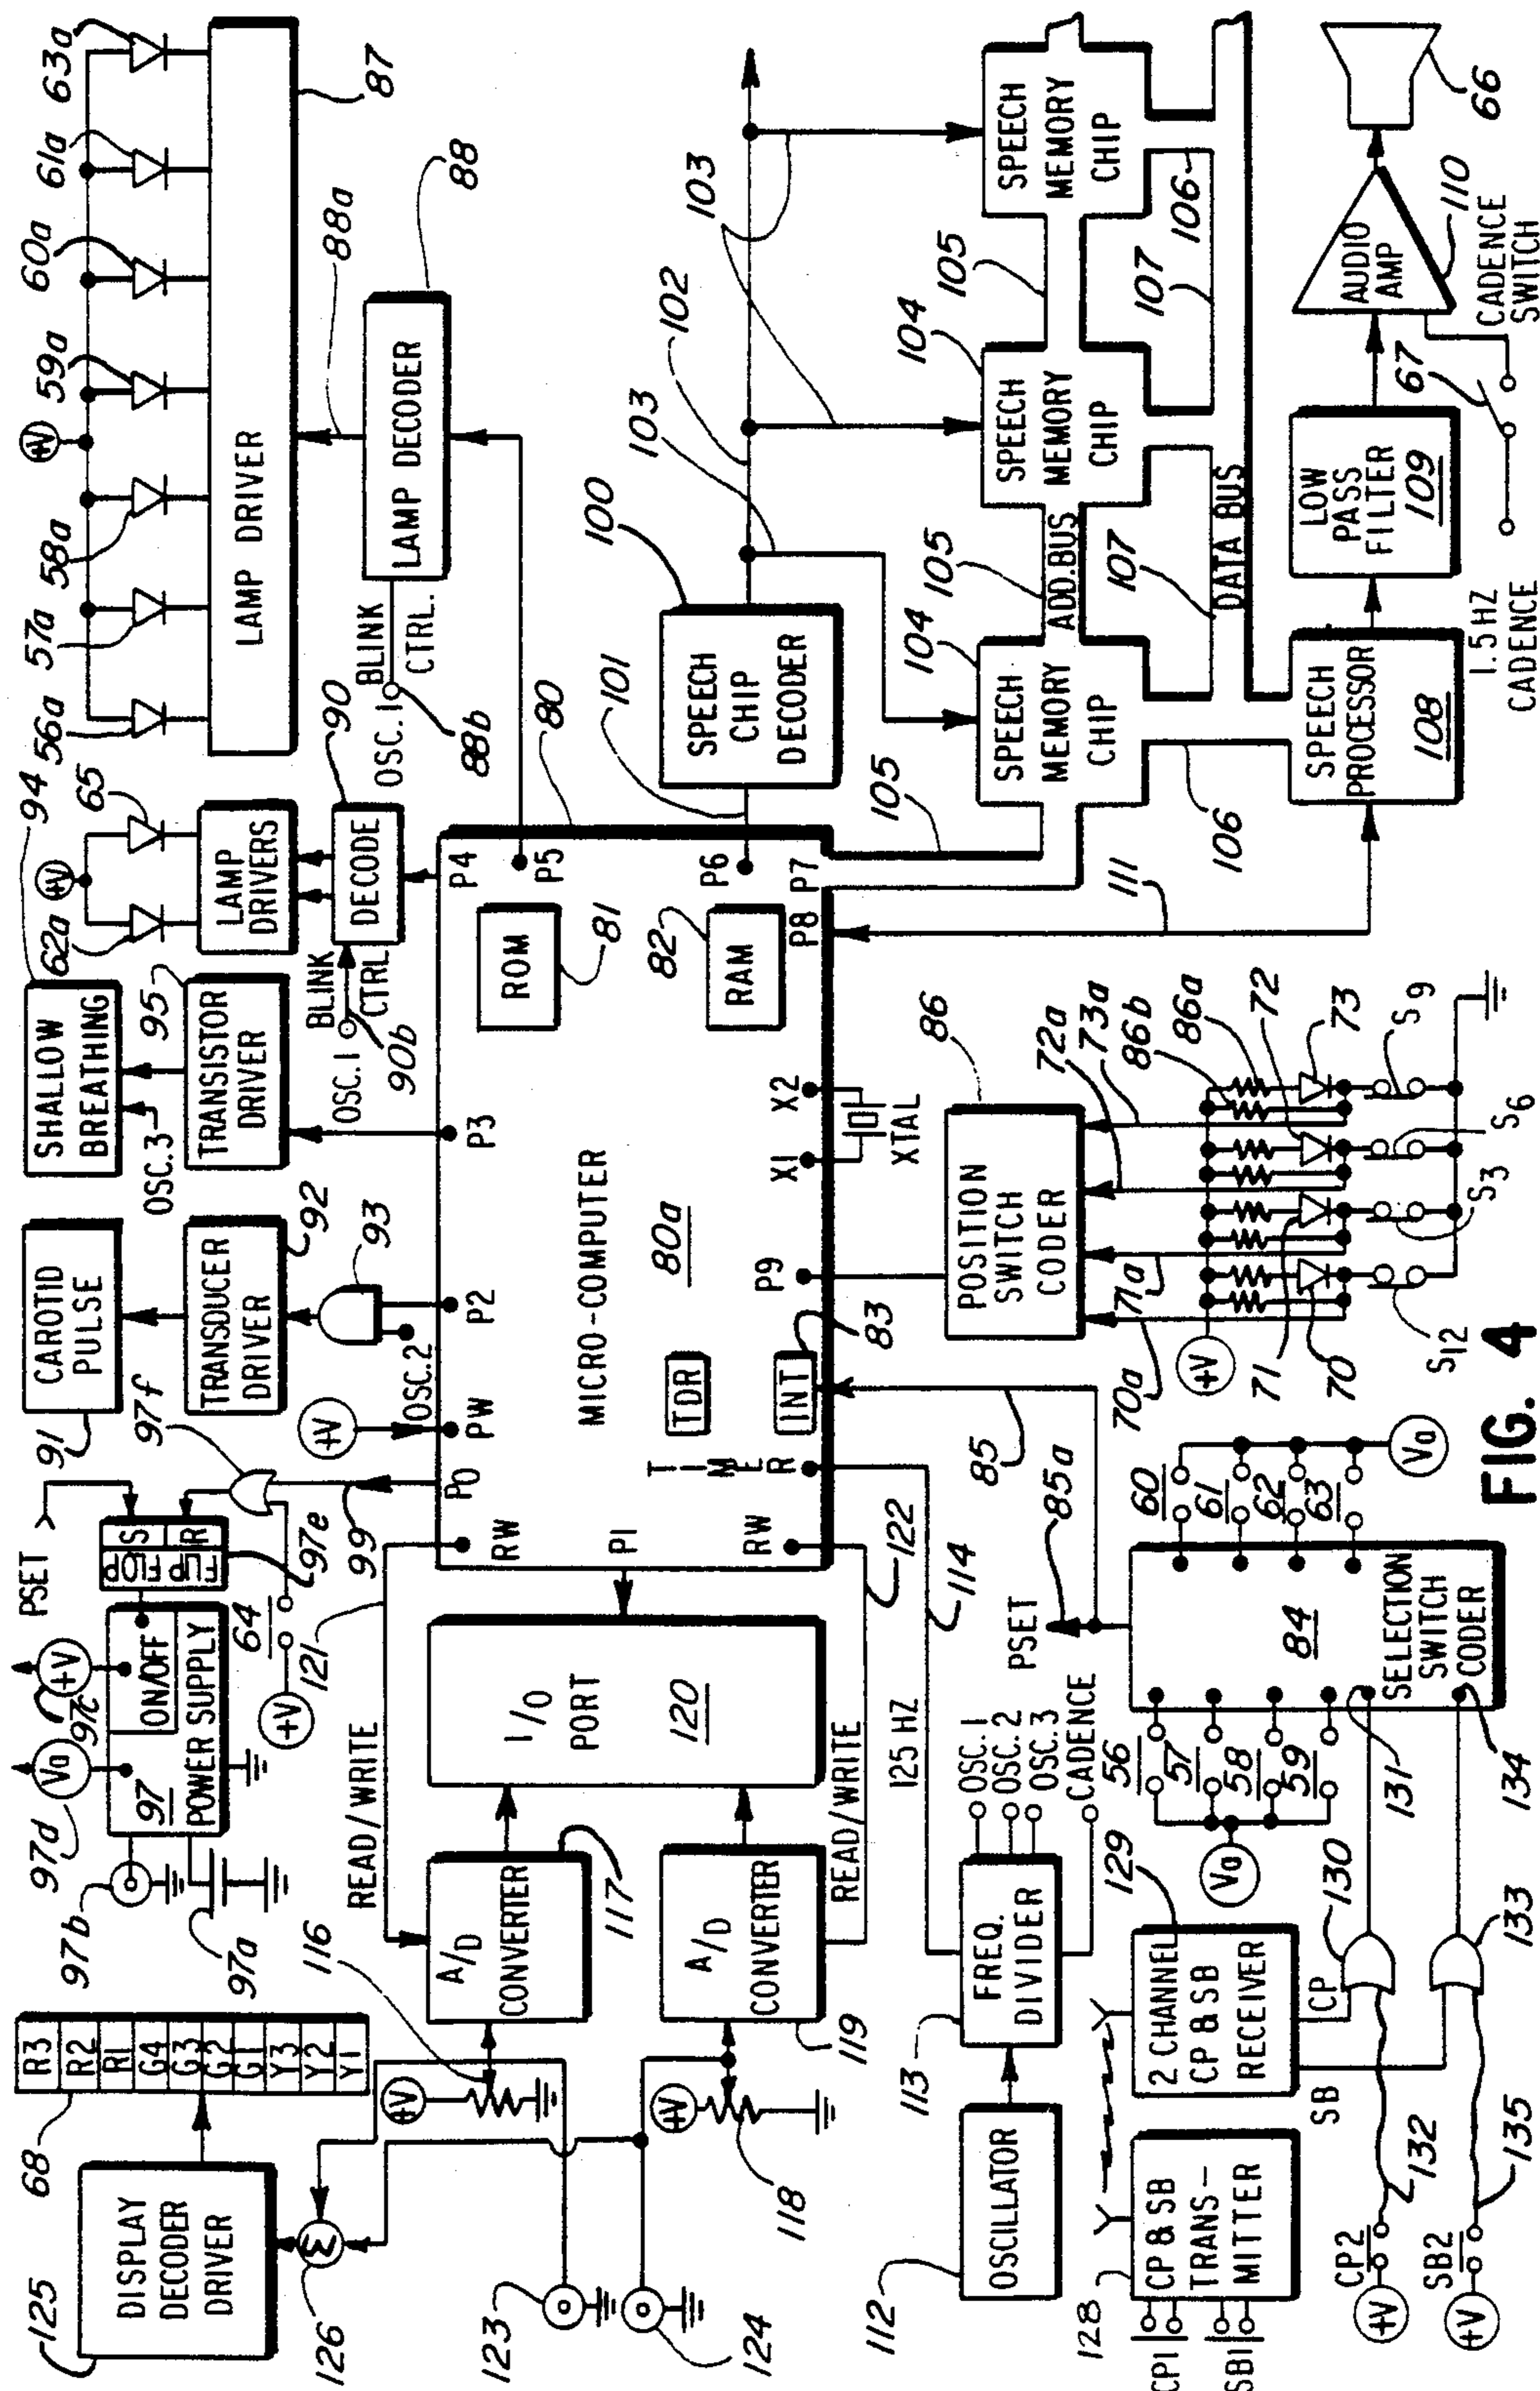 63a
61a
60a
59a
+V
58a
57a
56a
LAMP DRIVER
87
88a
LAMP DECODER
88
BLINK
CTRL.
OSC.1
88b
94
65
+V
62a
LAMP
DRIVERS
90
DECODE
BLINK
CTRL
OSC.1
90b
SHALLOW
BREATHING
OSC.3
95
TRANSISTOR
DRIVER
CAROTID
PULSE
91
TRANSDUCER
DRIVER
92
93
OSC.2
+V
PSET
97f
S
R
FLIP FLOP
97e
99
64
+V
+V
97c
Va
97d
ON/OFF
97
POWER SUPPLY
97b
97a
R3
R2
R1
G4
G3
G2
G1
Y3
Y2
Y1
68
DISPLAY
DECODER
DRIVER
125
Σ
126
P0
PW
P2
P3
P4
P5
P6
P7
P8
P9
P1
RW
RW
X1
X2
XTAL
MICRO-COMPUTER
80a
80
ROM
81
RAM
82
TDR
INT
83
TIMER
121
READ/WRITE
I/O
PORT
120
READ/WRITE
122
A/D
CONVERTER
117
116
+V
A/D
CONVERTER
119
118
+V
123
124
100
SPEECH
CHIP
DECODER
101
102
103
103
SPEECH
MEMORY
CHIP
104
SPEECH
MEMORY
CHIP
104
SPEECH
MEMORY
CHIP
105
105
ADD.BUS
105
106
106
107
107
DATA BUS
SPEECH
PROCESSOR
108
111
LOW
PASS
FILTER
109
AUDIO
AMP
110
66
67
CADENCE
SWITCH
1.5 HZ
CADENCE
POSITION
SWITCH
CODER
86
72a
73a
86b
86a
72
73
S9
S6
S3
S12
71a
70a
71
70
+V
85
85a
PSET
114
125 HZ
OSC.1
OSC.2
OSC.3
CADENCE
FREQ.
DIVIDER
113
OSCILLATOR
112
60
61
62
63
Va
84
SELECTION
SWITCH
CODER
56
57
58
59
Va
131
134
130
133
2 CHANNEL
CP & SB
RECEIVER
129
CP
SB
CP & SB
TRANS-
MITTER
128
CP1
SB1
CP2
+V
132
SB2
+V
135
FIG. 4